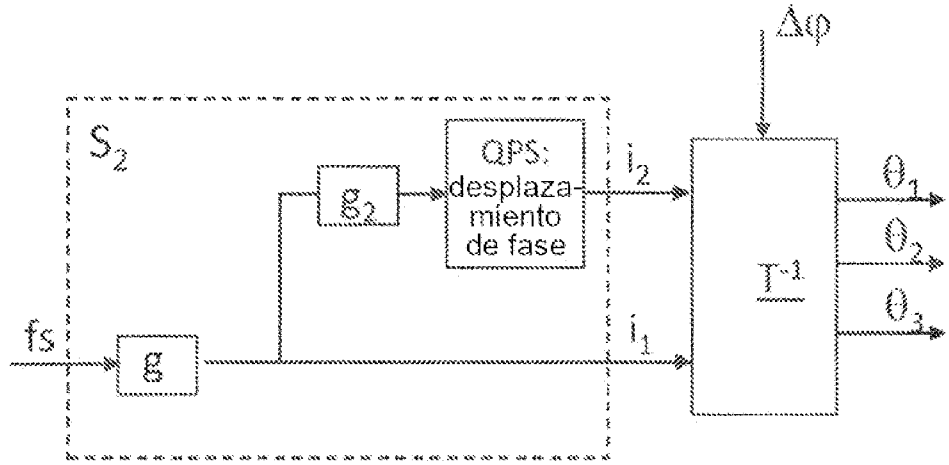 Δφ
S₂
QPS:
desplaza-
miento
de fase
i₂
g₂
θ₁
θ₂
T⁻¹
θ₃
fs
g
i₁